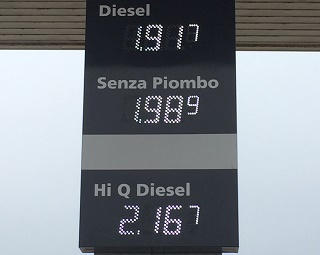 Diesel
1.917
Senza Piombo
1.989
Hi Q Diesel
2.167